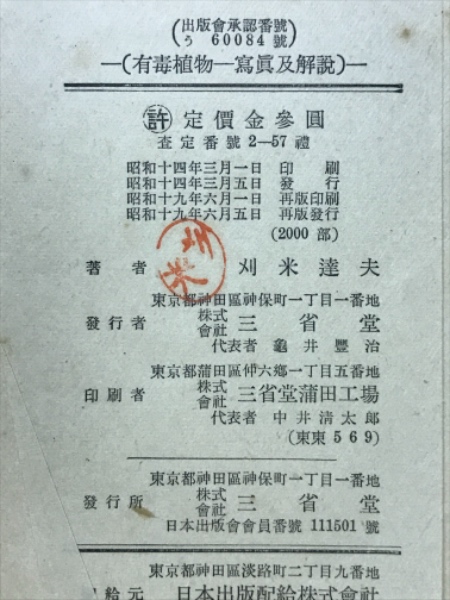 (出版會承認番號
う 60084 號)
―(有毒植物―寫眞及解說)―
許 定價金參圓
査定番號2―57禮
昭和十四年三月一日 印刷
昭和十四年三月五日 發行
昭和十九年六月一日 再版印刷
昭和十九年六月五日 再版發行
(2000 部)
著者 刈米達夫
東京都神田區神保町一丁目一番地
發行者 株式會社 三省堂
代表者 龜井豐治
東京都蒲田區仲六鄕一丁目五番地
印刷者 株式會社 三省堂蒲田工場
代表者 中井淸太郎
(東東569)
東京都神田區神保町一丁目一番地
發行所 株式會社 三省堂
日本出版會會員番號 111501 號
東京都神田區淡路町二丁目九番地
給元 日本出版配給株式會社